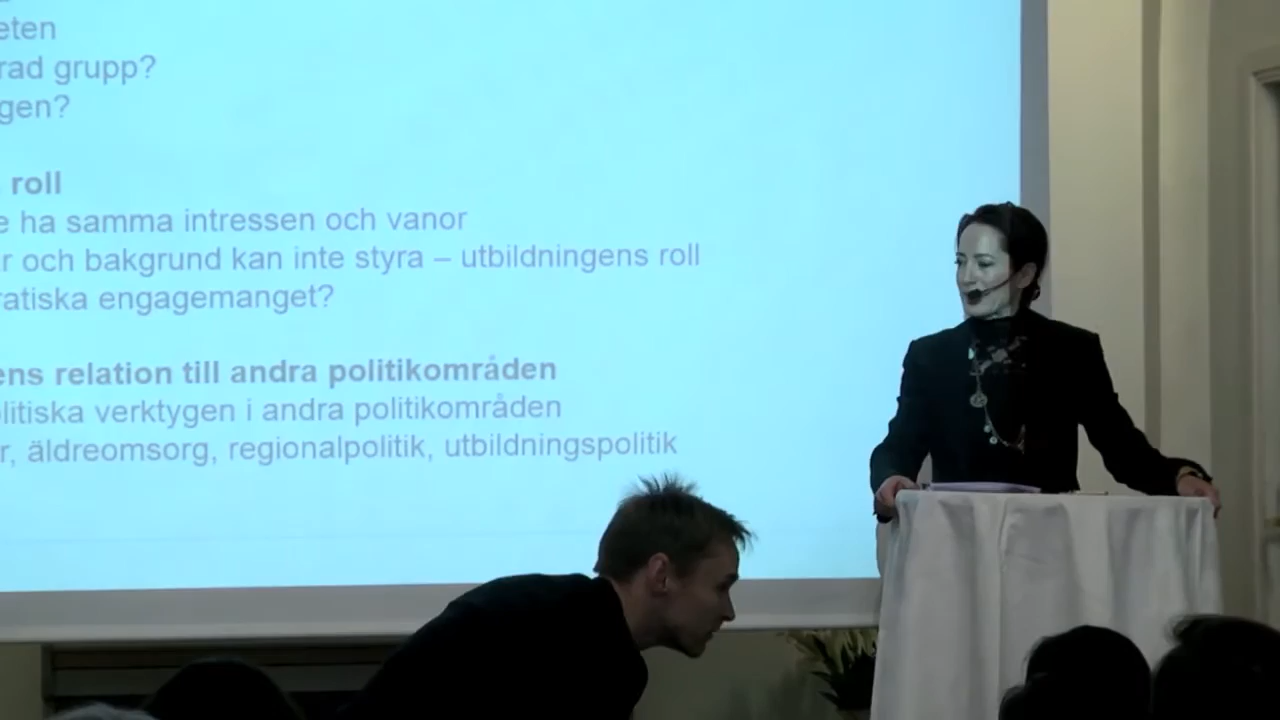 eten
rad grupp?
gen?
roll
e ha samma intressen och vanor
r och bakgrund kan inte styra – utbildningens roll
ratiska engagemanget?
ens relation till andra politikområden
olitiska verktygen i andra politikområden
r, äldreomsorg, regionalpolitik, utbildningspolitik